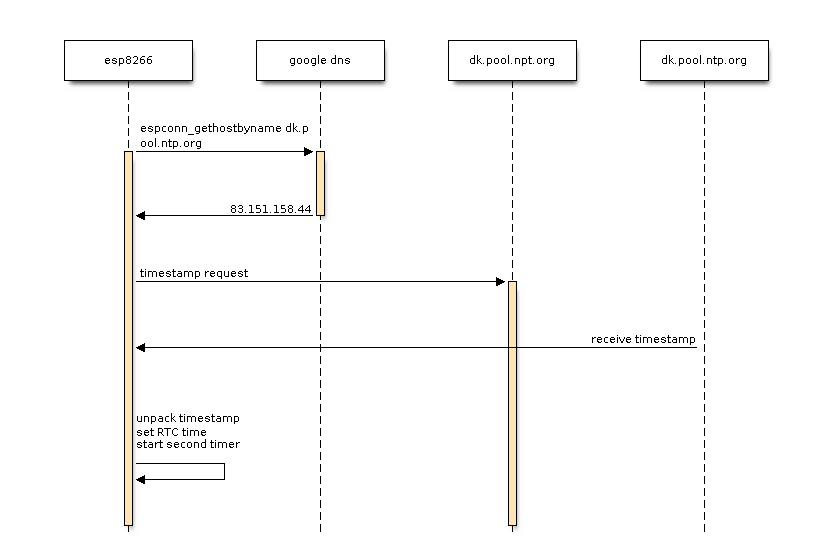 esp8266
google dns
dk.pool.npt.org
dk.pool.ntp.org
espconn_gethostbyname dk.p
ool.ntp.org
83.151.158.44
timestamp request
receive timestamp
unpack timestamp
set RTC time
start second timer